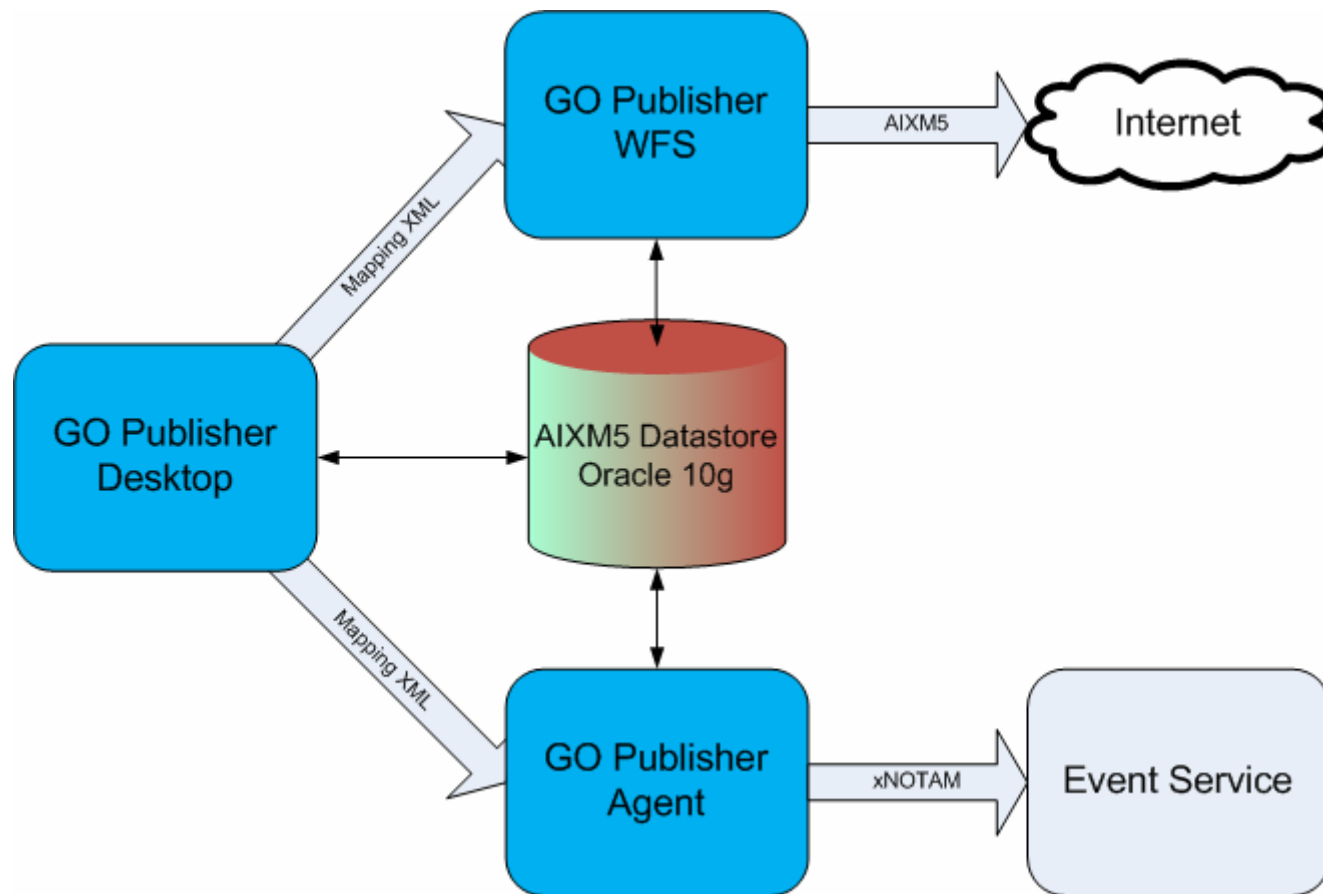 GO Publisher
WFS
AIXM5
Internet
Mapping XML
GO Publisher
Desktop
AIXM5 Datastore
Oracle 10g
Mapping XML
GO Publisher
Agent
xNOTAM
Event Service